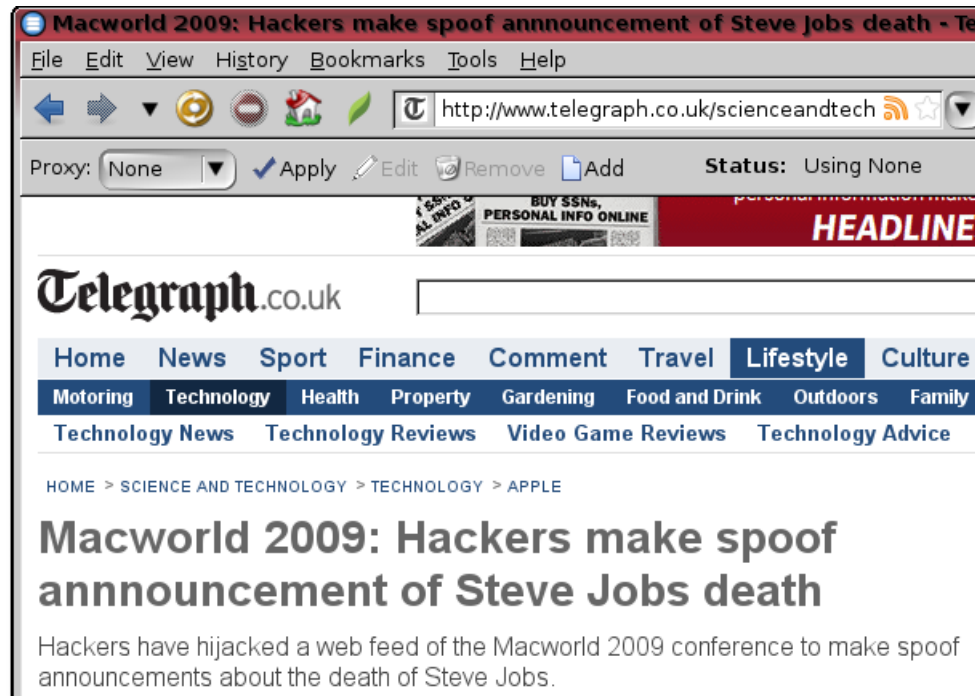 Macworld 2009: Hackers make spoof annnouncement of Steve Jobs death - Te
File Edit View History Bookmarks Tools Help
http://www.telegraph.co.uk/scienceandtech
Proxy: None Apply Edit Remove Add Status: Using None
BUY SSNs,
PERSONAL INFO ONLINE
personal information make
HEADLINE
Telegraph.co.uk
Home News Sport Finance Comment Travel Lifestyle Culture
Motoring Technology Health Property Gardening Food and Drink Outdoors Family
Technology News Technology Reviews Video Game Reviews Technology Advice
HOME > SCIENCE AND TECHNOLOGY > TECHNOLOGY > APPLE
Macworld 2009: Hackers make spoof
annnouncement of Steve Jobs death
Hackers have hijacked a web feed of the Macworld 2009 conference to make spoof
announcements about the death of Steve Jobs.